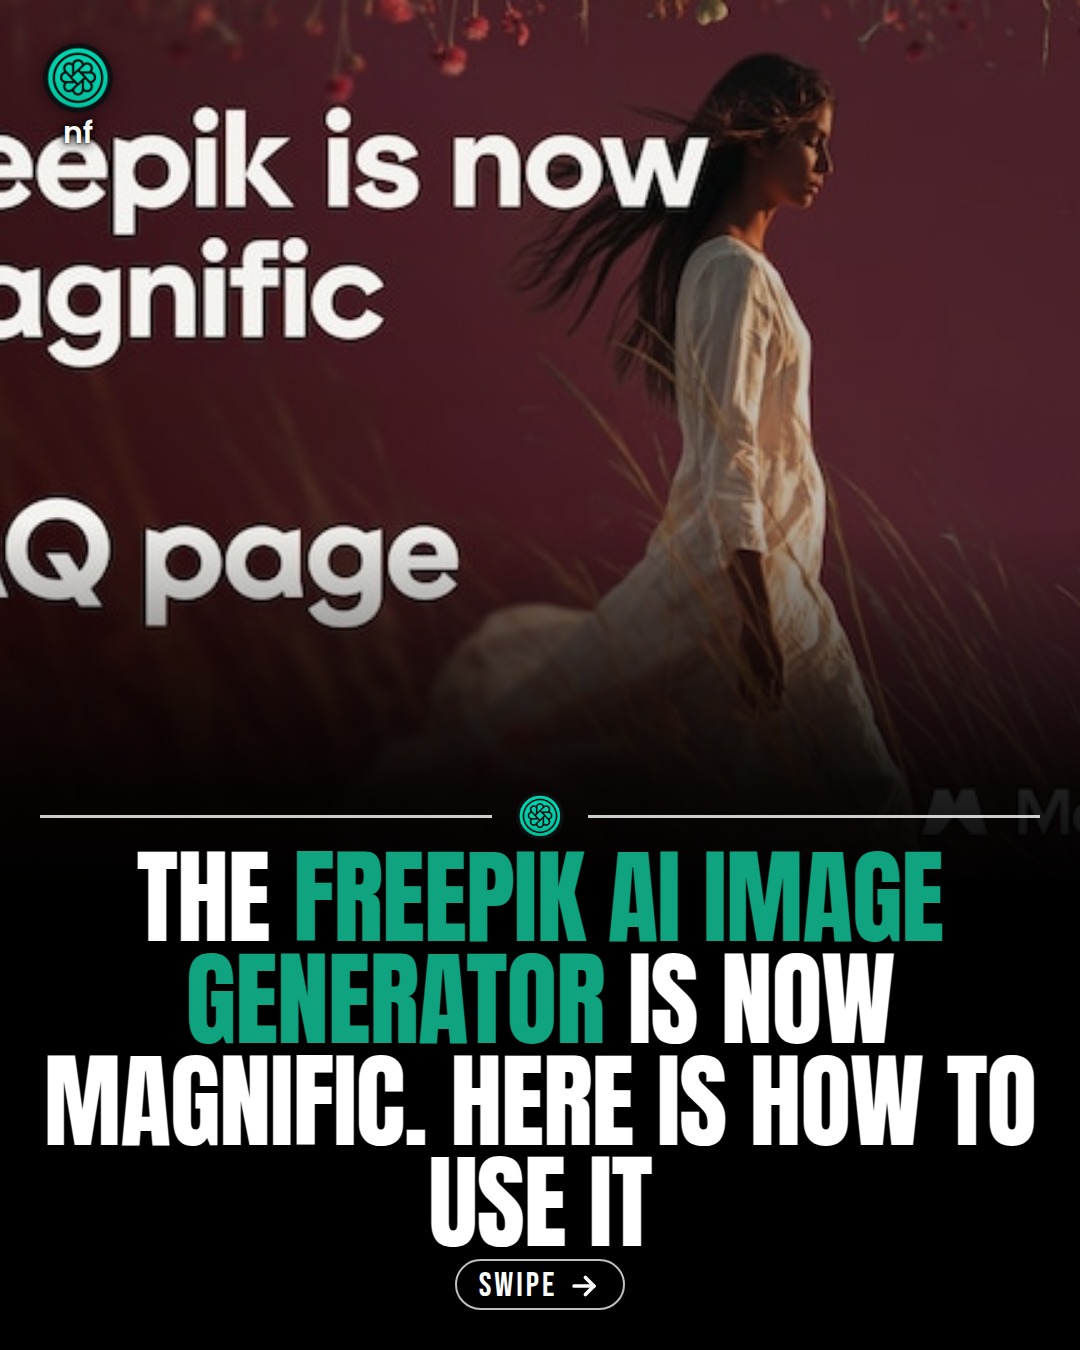 nf
eepik is now
agnific
AQ page
THE FREEPIK AI IMAGE
GENERATOR IS NOW
MAGNIFIC. HERE IS HOW TO
USE IT
SWIPE →